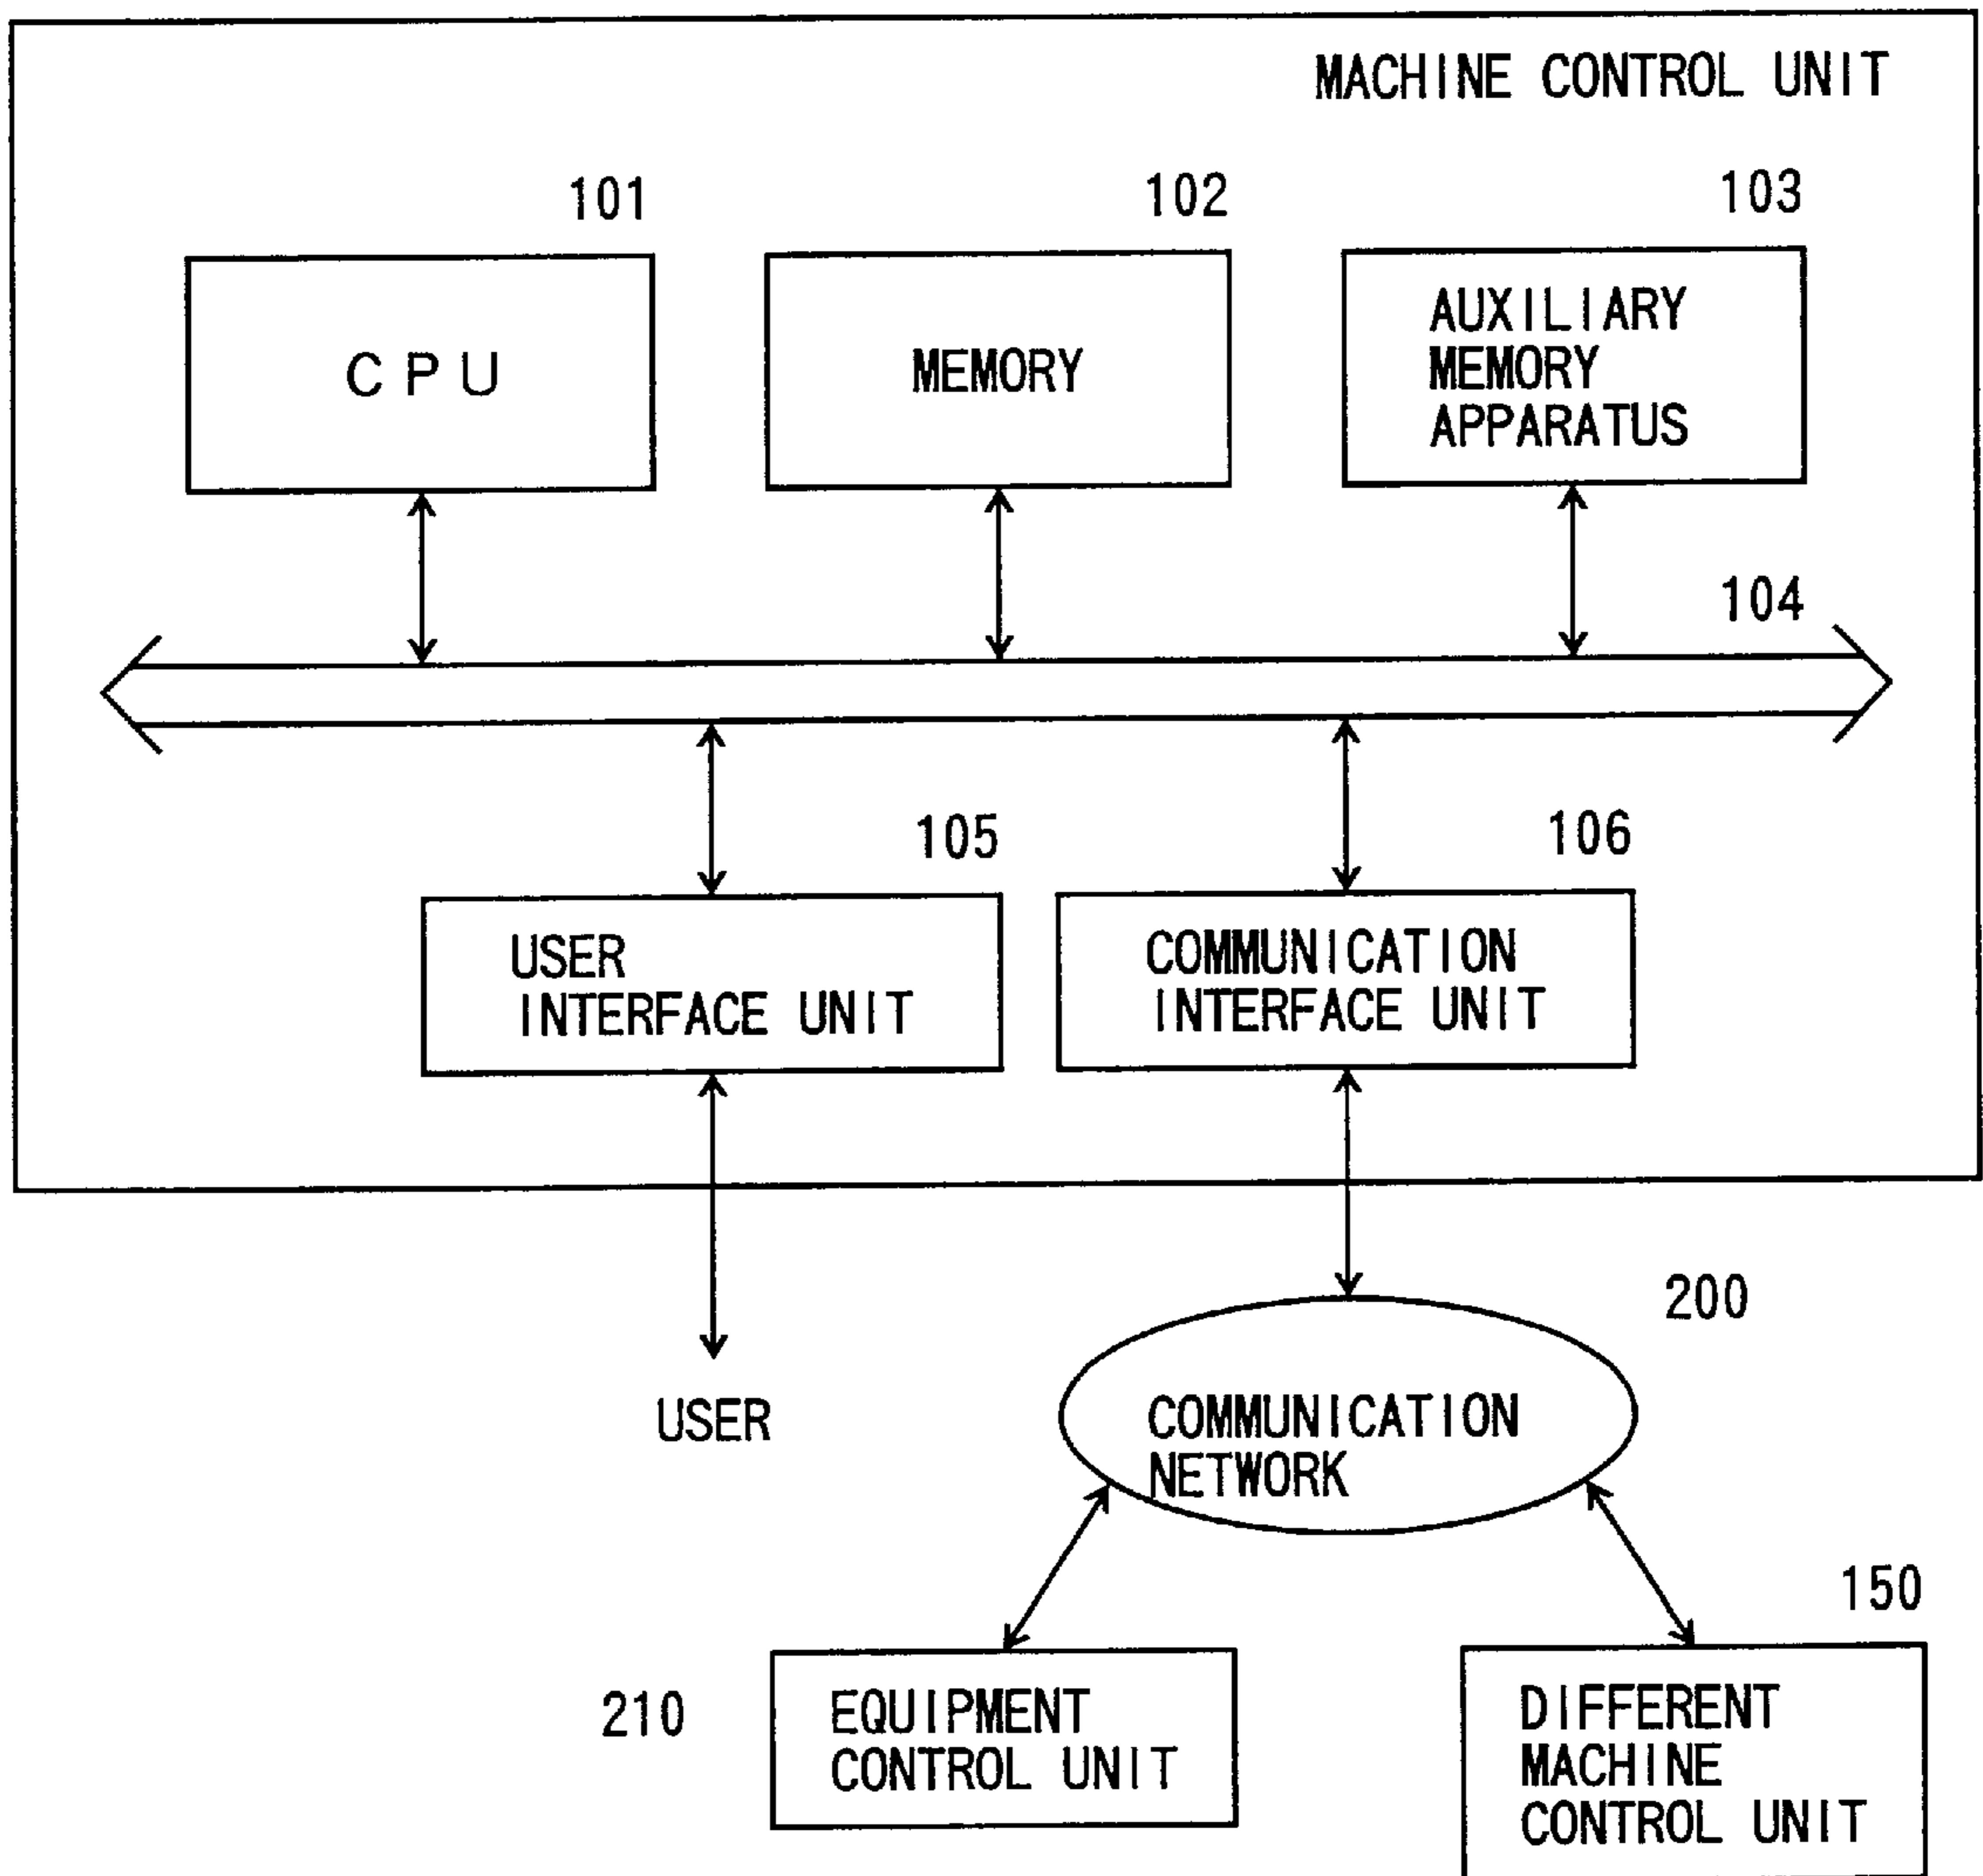 MACHINE CONTROL UNIT
101
102
103
CPU
MEMORY
AUXILIARY
MEMORY
APPARATUS
104
105
106
USER
INTERFACE UNIT
COMMUNICATION
INTERFACE UNIT
200
USER
COMMUNICATION
NETWORK
150
210
EQUIPMENT
CONTROL UNIT
DIFFERENT
MACHINE
CONTROL UNIT